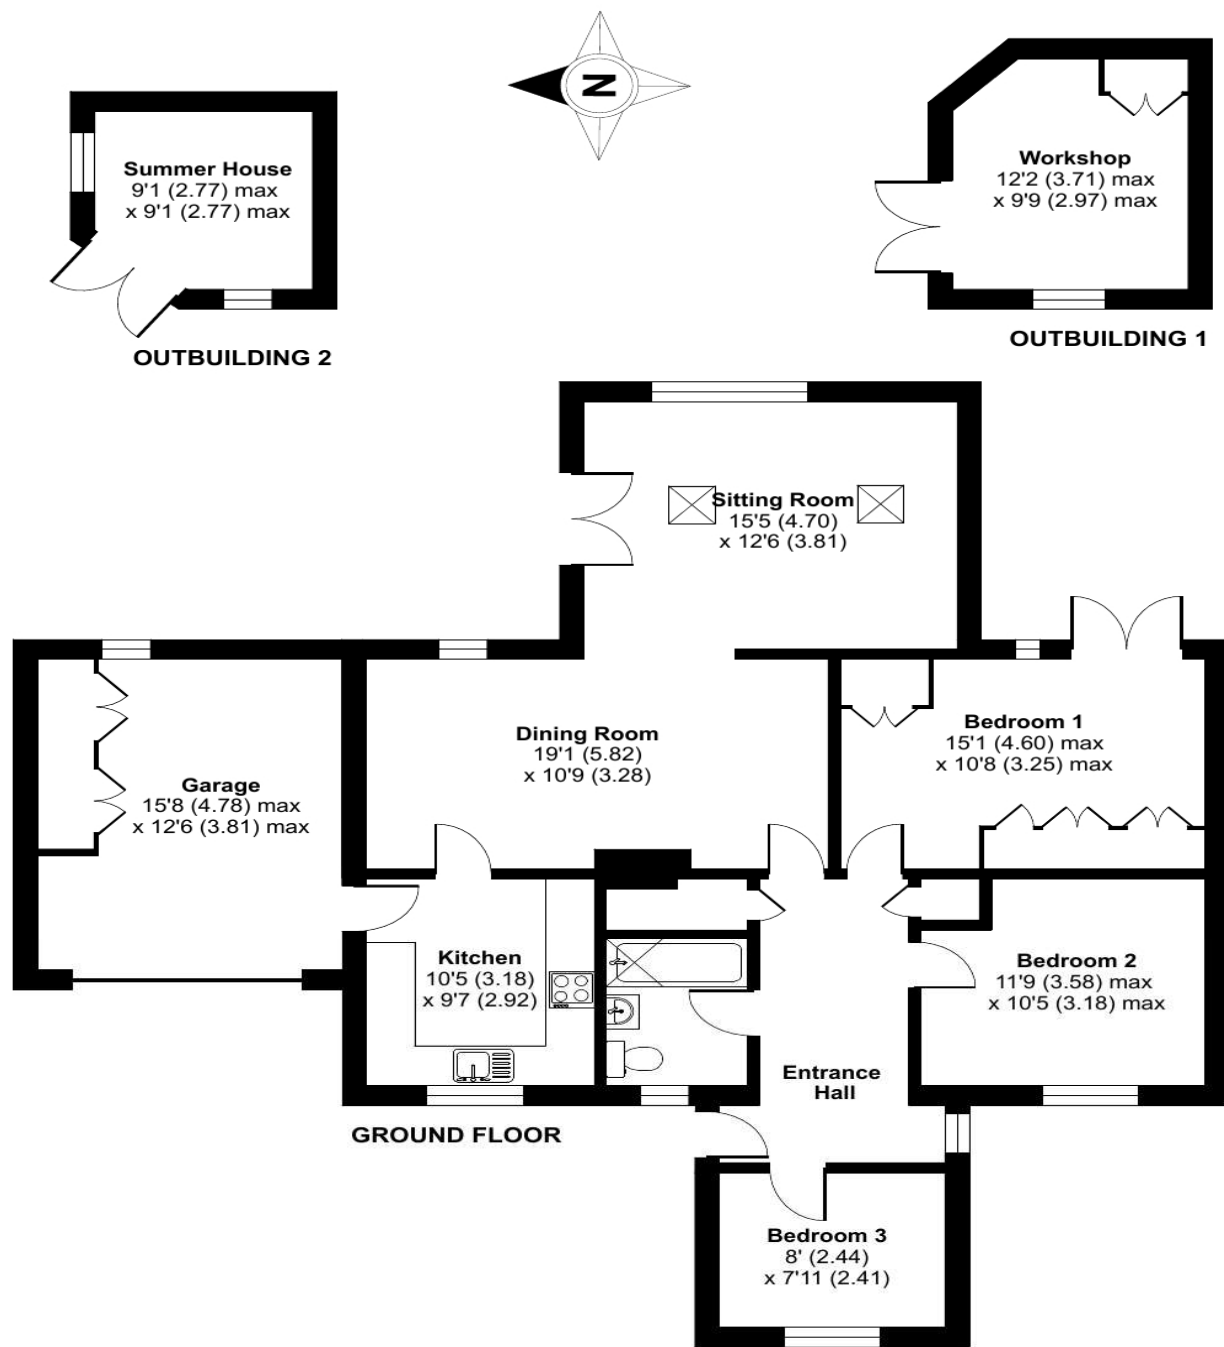 N
Summer House
9'1 (2.77) max
x 9'1 (2.77) max
OUTBUILDING 2
Workshop
12'2 (3.71) max
x 9'9 (2.97) max
OUTBUILDING 1
Sitting Room
15'5 (4.70)
x 12'6 (3.81)
Dining Room
19'1 (5.82)
x 10'9 (3.28)
Bedroom 1
15'1 (4.60) max
x 10'8 (3.25) max
Garage
15'8 (4.78) max
x 12'6 (3.81) max
Kitchen
10'5 (3.18)
x 9'7 (2.92)
Bedroom 2
11'9 (3.58) max
x 10'5 (3.18) max
Entrance
Hall
GROUND FLOOR
Bedroom 3
8' (2.44)
x 7'11 (2.41)